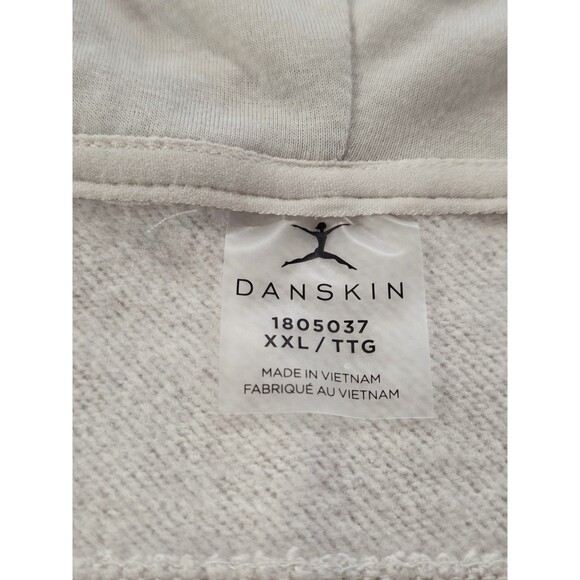 DANSKIN
1805037
XXL / TTG
MADE IN VIETNAM
FABRIQUÉ AU VIETNAM